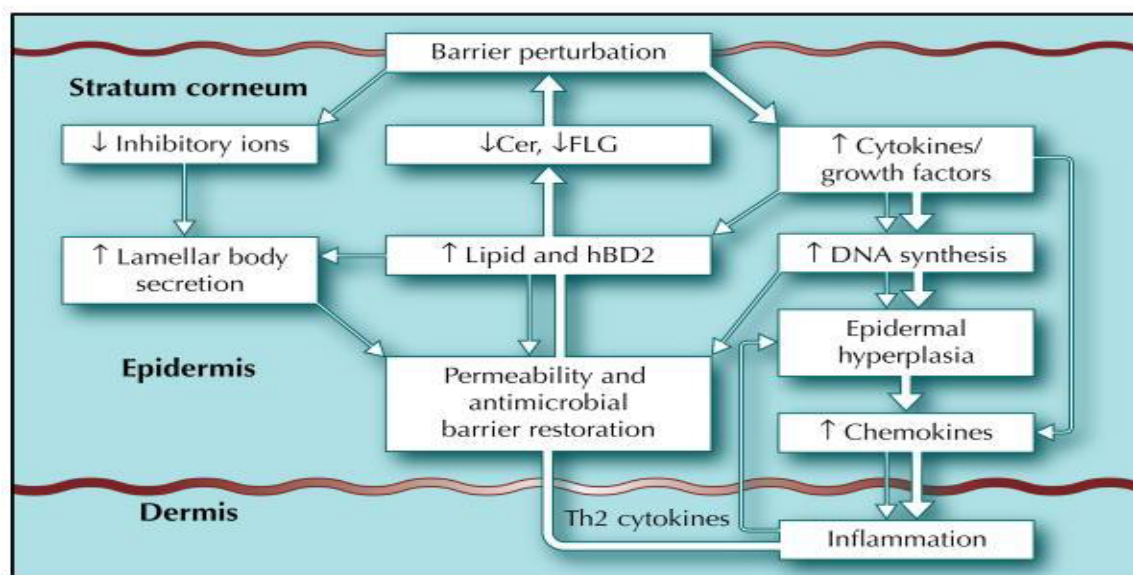 Barrier perturbation
Stratum corneum
↓ Inhibitory ions
↓Cer, ↓FLG
↑ Cytokines/
growth factors
↑ Lamellar body
secretion
↑ Lipid and hBD2
↑ DNA synthesis
Epidermis
Permeability and
antimicrobial
barrier restoration
Epidermal
hyperplasia
↑ Chemokines
Dermis
Th2 cytokines
Inflammation